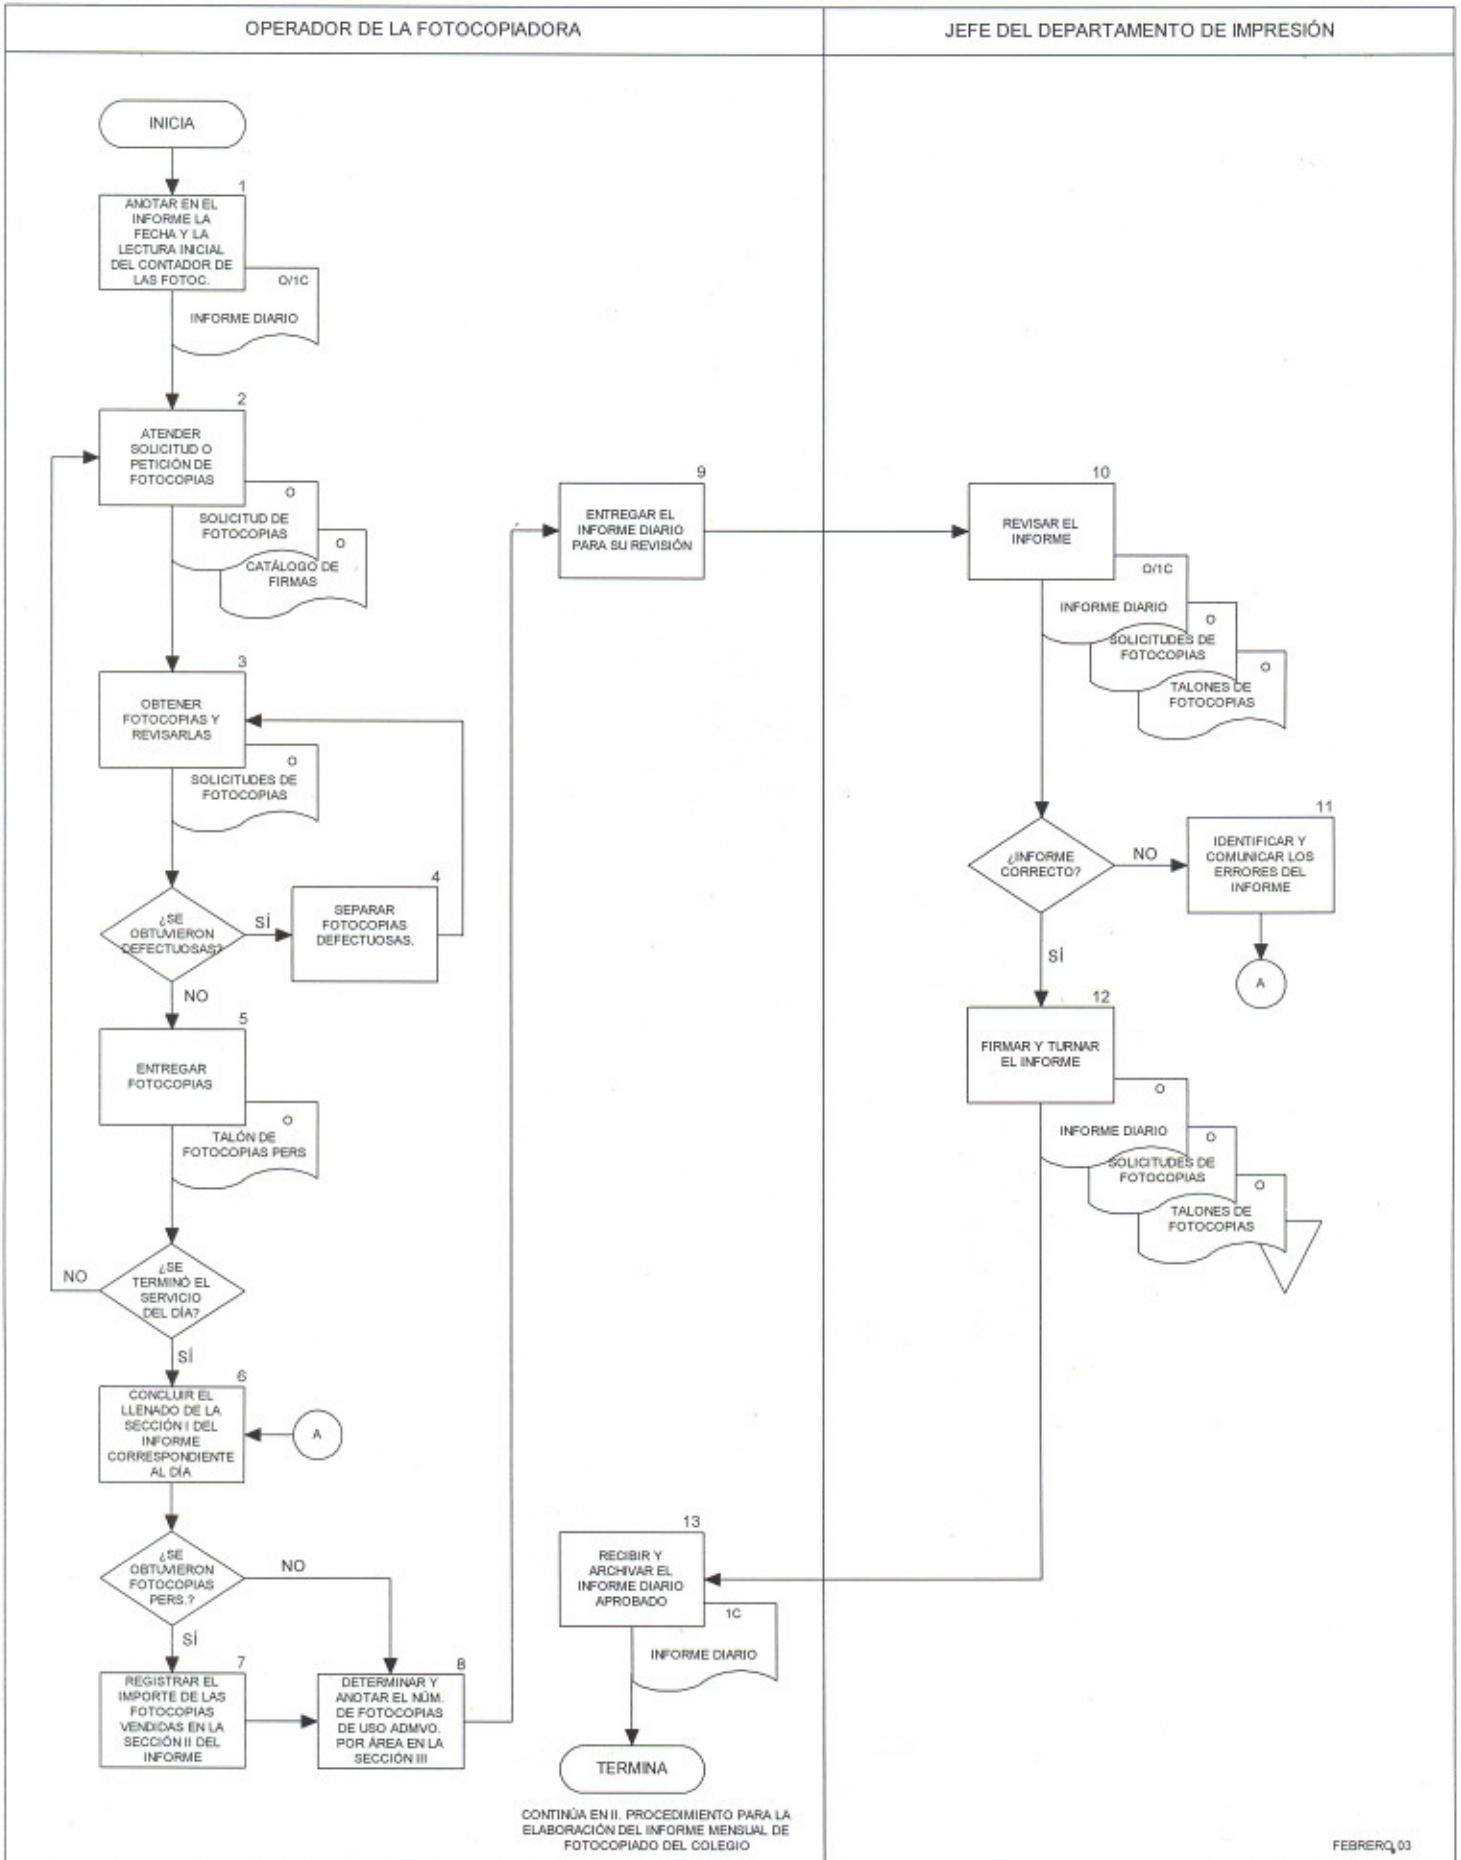 OPERADOR DE LA FOTOCOPIADORA
JEFE DEL DEPARTAMENTO DE IMPRESIÓN
INICIA
1
ANOTAR EN EL
INFORME LA
FECHA Y LA
LECTURA INICIAL
DEL CONTADOR DE
LAS FOTOC.
O/1C
INFORME DIARIO
2
ATENDER
SOLICITUD O
PETICIÓN DE
FOTOCOPIAS
O
SOLICITUD DE
FOTOCOPIAS
O
CATÁLOGO DE
FIRMAS
3
OBTENER
FOTOCOPIAS Y
REVISARLAS
O
SOLICITUDES DE
FOTOCOPIAS
¿SE
OBTUVIERON
DEFECTUOSAS?
SÍ
4
SEPARAR
FOTOCOPIAS
DEFECTUOSAS.
NO
5
ENTREGAR
FOTOCOPIAS
O
TALÓN DE
FOTOCOPIAS PERS
¿SE
TERMINÓ EL
SERVICIO
DEL DÍA?
NO
SÍ
6
CONCLUIR EL
LLENADO DE LA
SECCIÓN I DEL
INFORME
CORRESPONDIENTE
AL DÍA
A
¿SE
OBTUVIERON
FOTOCOPIAS
PERS.?
NO
SÍ
7
REGISTRAR EL
IMPORTE DE LAS
FOTOCOPIAS
VENDIDAS EN LA
SECCIÓN II DEL
INFORME
8
DETERMINAR Y
ANOTAR EL NÚM.
DE FOTOCOPIAS
DE USO ADMVO.
POR ÁREA EN LA
SECCIÓN III
9
ENTREGAR EL
INFORME DIARIO
PARA SU REVISIÓN
10
REVISAR EL
INFORME
O/1C
INFORME DIARIO
O
SOLICITUDES DE
FOTOCOPIAS
O
TALONES DE
FOTOCOPIAS
¿INFORME
CORRECTO?
NO
11
IDENTIFICAR Y
COMUNICAR LOS
ERRORES DEL
INFORME
A
SÍ
12
FIRMAR Y TURNAR
EL INFORME
O
INFORME DIARIO
O
SOLICITUDES DE
FOTOCOPIAS
O
TALONES DE
FOTOCOPIAS
13
RECIBIR Y
ARCHIVAR EL
INFORME DIARIO
APROBADO
1C
INFORME DIARIO
TERMINA
CONTINÚA EN II. PROCEDIMIENTO PARA LA
ELABORACIÓN DEL INFORME MENSUAL DE
FOTOCOPIADO DEL COLEGIO
FEBRERO, 03